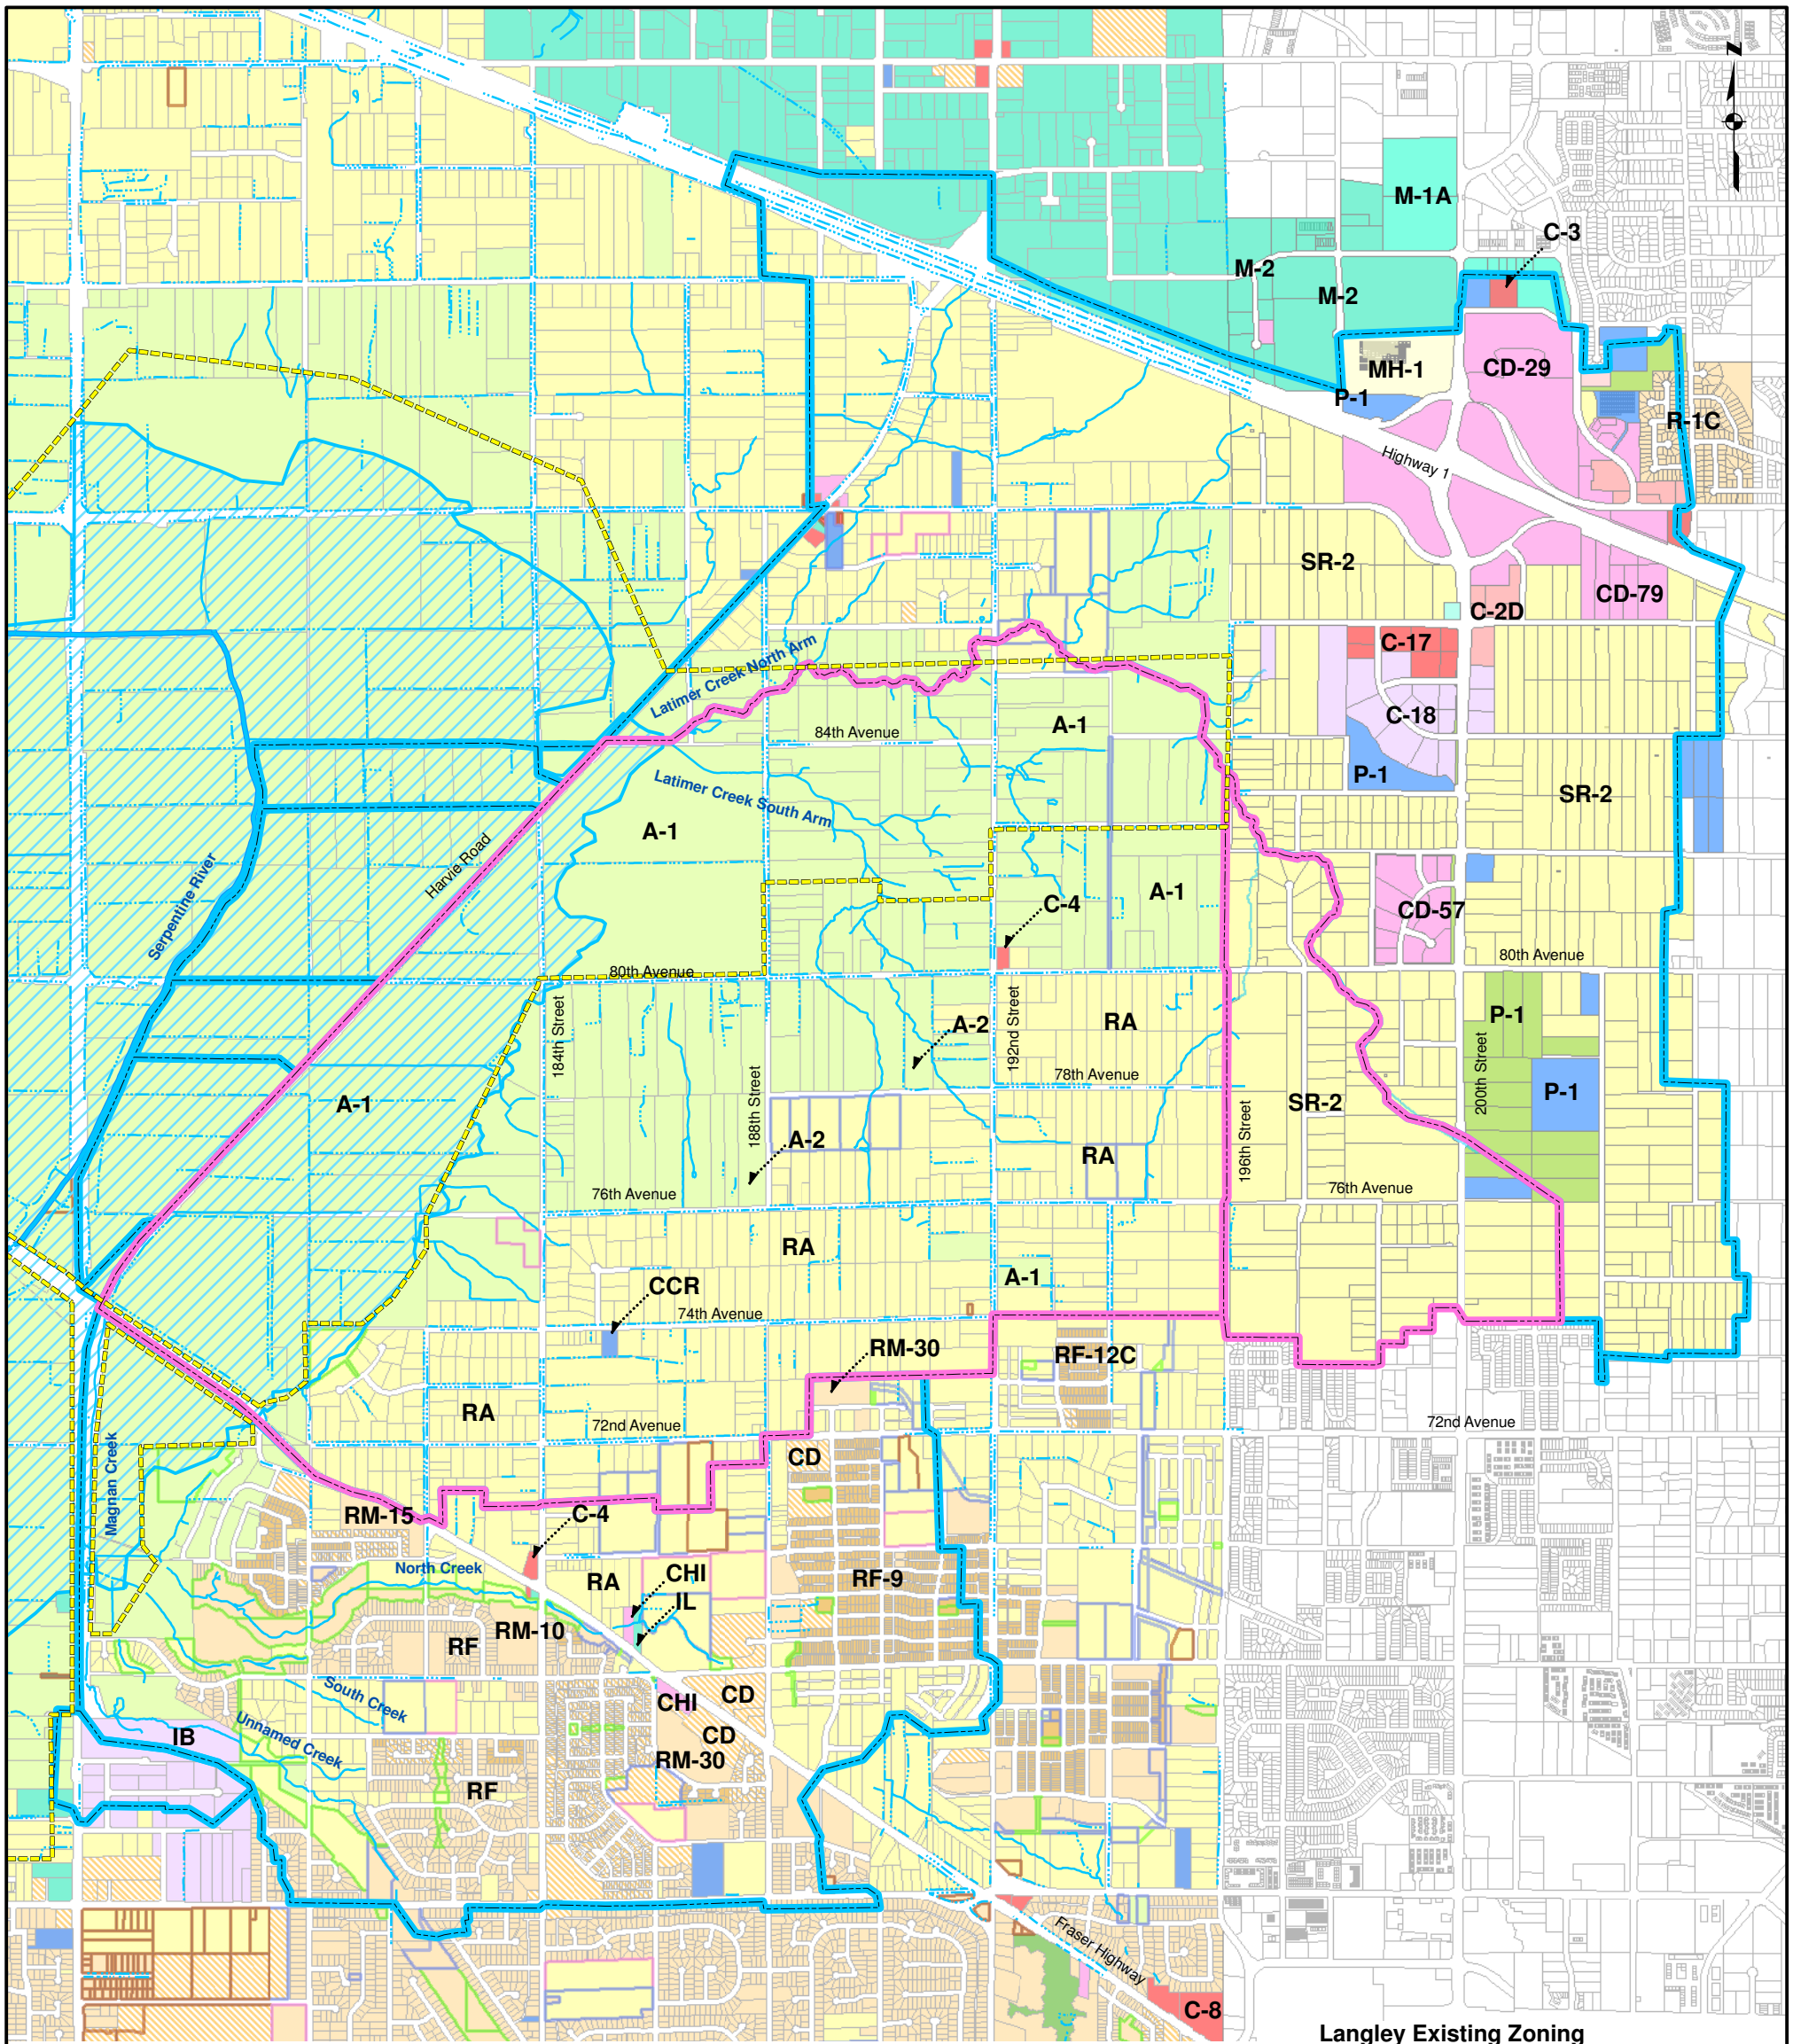 N
M-1A
C-3
M-2
M-2
MH-1
CD-29
P-1
R-1C
Highway 1
SR-2
CD-79
C-2D
C-17
Latimer Creek North Arm
C-18
A-1
84th Avenue
P-1
Latimer Creek South Arm
SR-2
A-1
Harvie Road
Serpentine River
C-4
A-1
CD-57
80th Avenue
80th Avenue
184th Street
192nd Street
A-2
RA
P-1
200th Street
78th Avenue
P-1
A-1
SR-2
188th Street
A-2
196th Street
RA
76th Avenue
76th Avenue
RA
A-1
CCR
74th Avenue
RM-30
RF-12C
RA
72nd Avenue
72nd Avenue
Magnan Creek
CD
RM-15
C-4
North Creek
RA
CHI
RF-9
IL
RM-10
RF
South Creek
CHI
CD
Unnamed Creek
IB
CD
RM-30
RF
Fraser Highway
C-8
Langley Existing Zoning